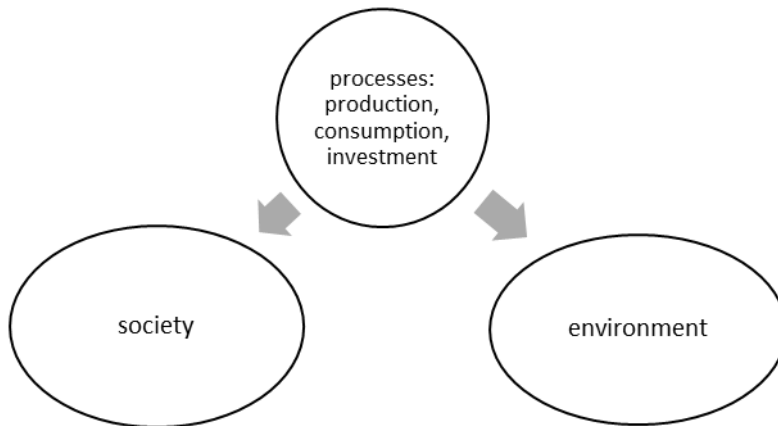 processes:
production,
consumption,
investment
society
environment